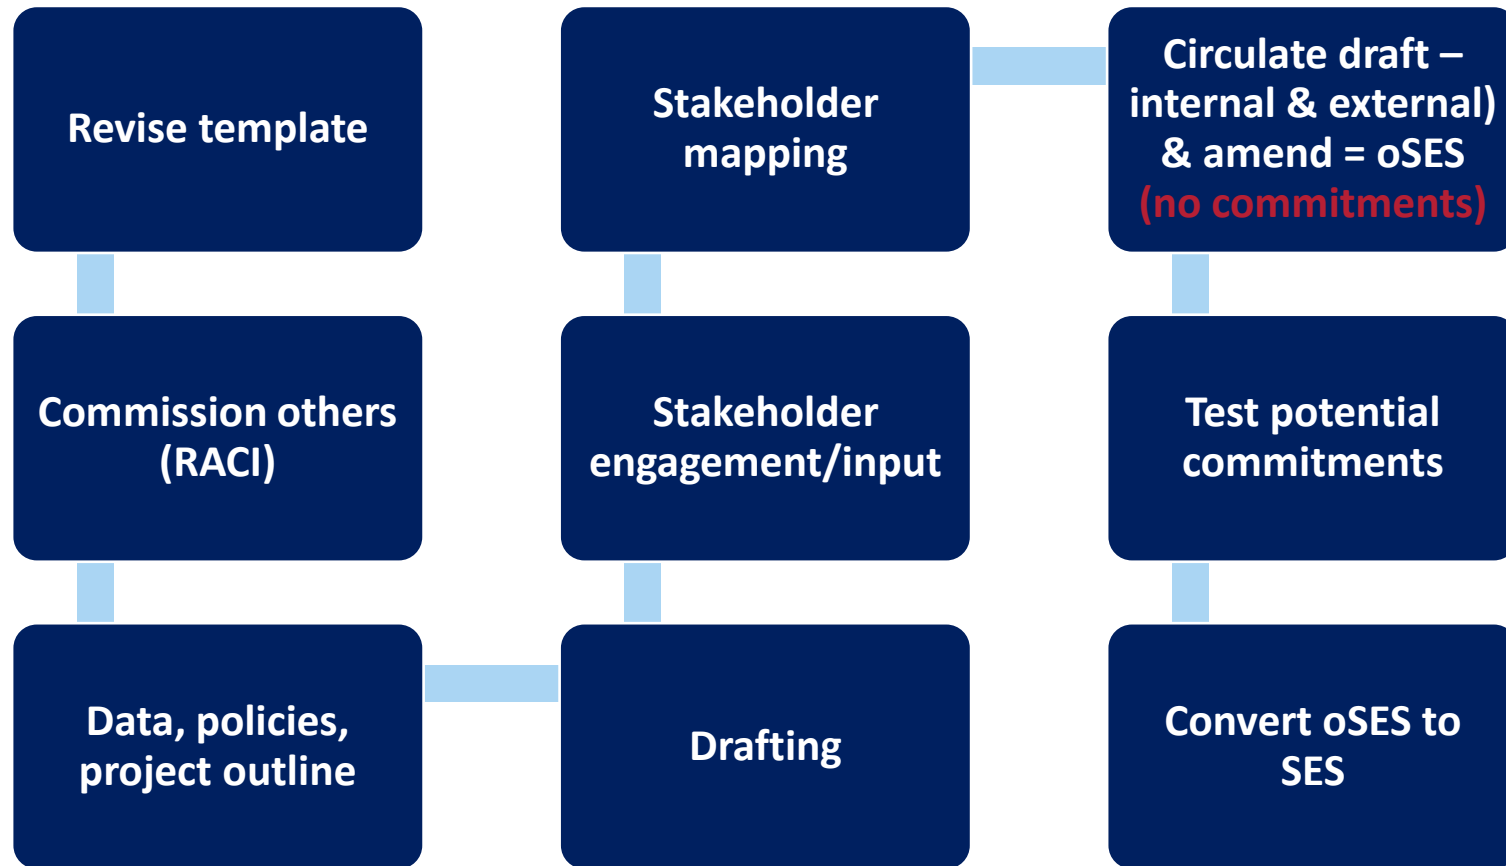 Revise template
Commission others
(RACI)
Data, policies,
project outline
Drafting
Stakeholder
engagement/input
Stakeholder
mapping
Circulate draft –
internal & external)
& amend = oSES
(no commitments)
Test potential
commitments
Convert oSES to
SES